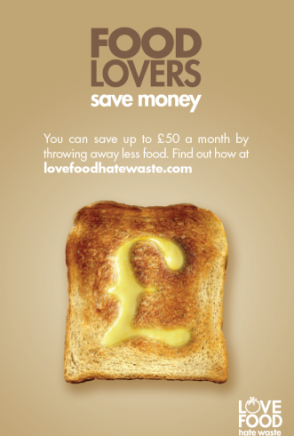 FOOD
LOVERS
save money
You can save up to £50 a month by
throwing away less food. Find out how at
lovefoodhatewaste.com
£
LOVE
FOOD
hate waste